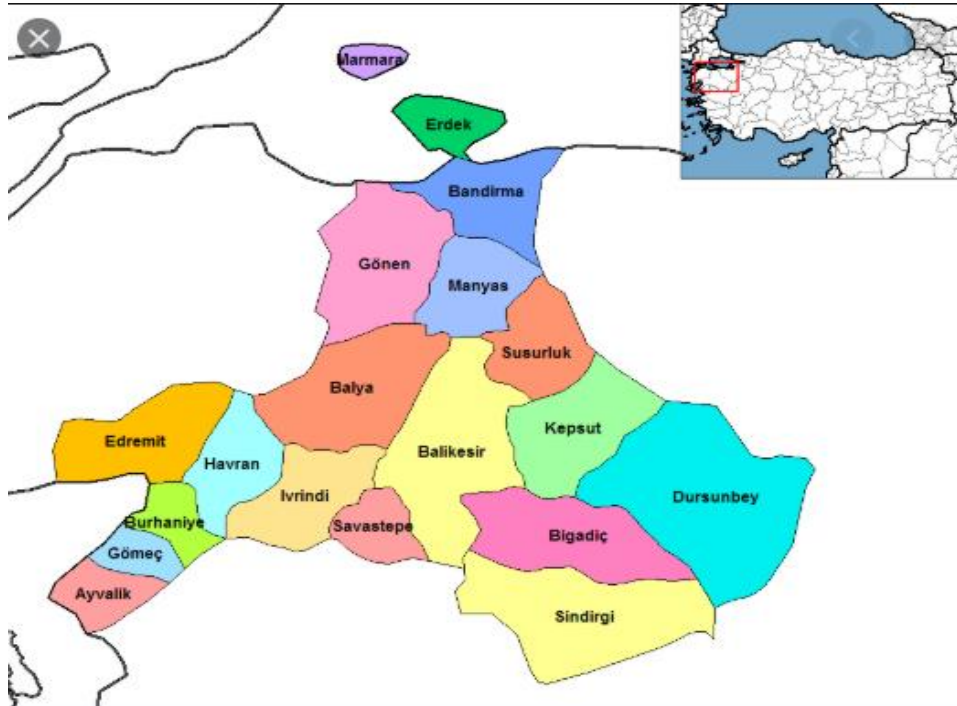 Marmara
Erdek
Bandirma
Gönen
Manyas
Susurluk
Balya
Edremit
Havran
Balikesir
Kepsut
Ivrindi
Savastepe
Dursunbey
Burhaniye
Bigadiç
Gömeç
Ayvalik
Sindirgi